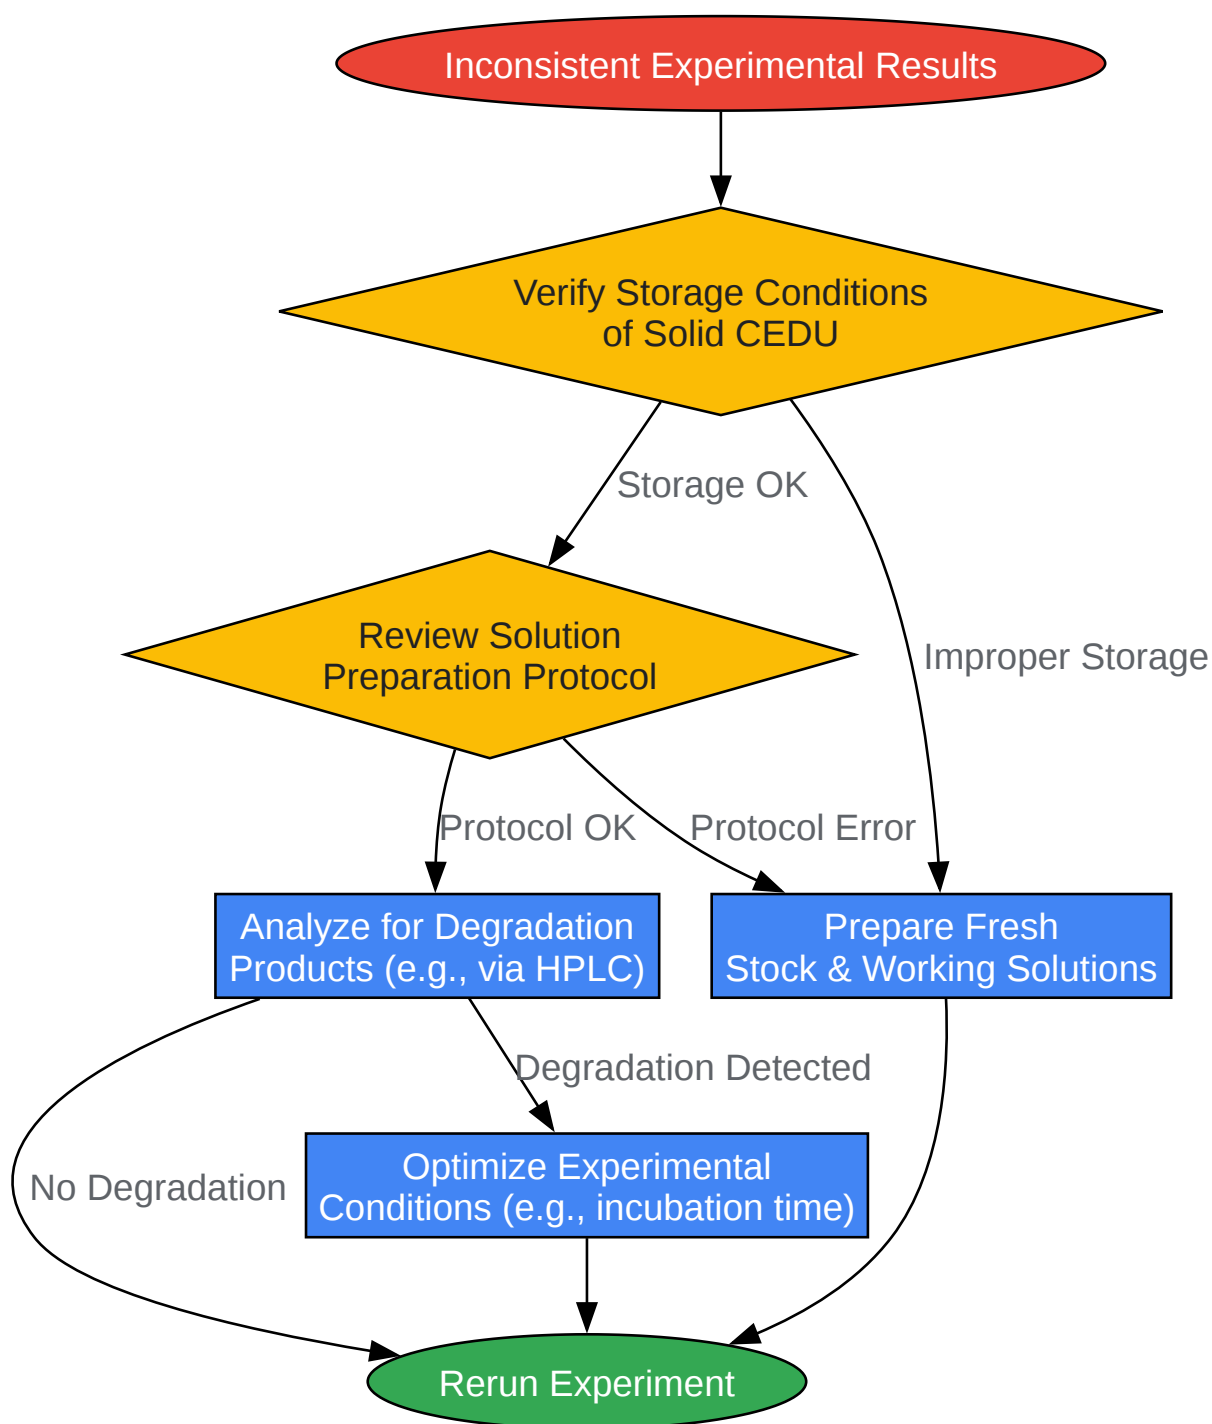 Inconsistent Experimental Results
Verify Storage Conditions
of Solid CEDU
Storage OK
Review Solution
Preparation Protocol
Improper Storage
Protocol OK
Protocol Error
Analyze for Degradation
Products (e.g., via HPLC)
Prepare Fresh
Stock & Working Solutions
Degradation Detected
No Degradation
Optimize Experimental
Conditions (e.g., incubation time)
Rerun Experiment